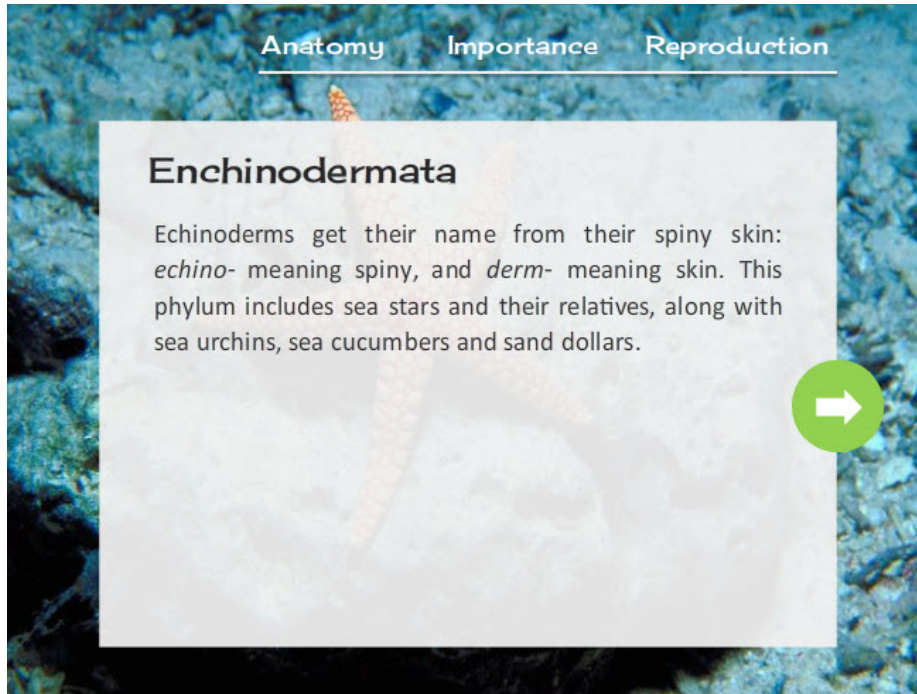 Anatomy Importance Reproduction
Enchinodermata
Echinoderms get their name from their spiny skin:
echino- meaning spiny, and derm- meaning skin. This
phylum includes sea stars and their relatives, along with
sea urchins, sea cucumbers and sand dollars.